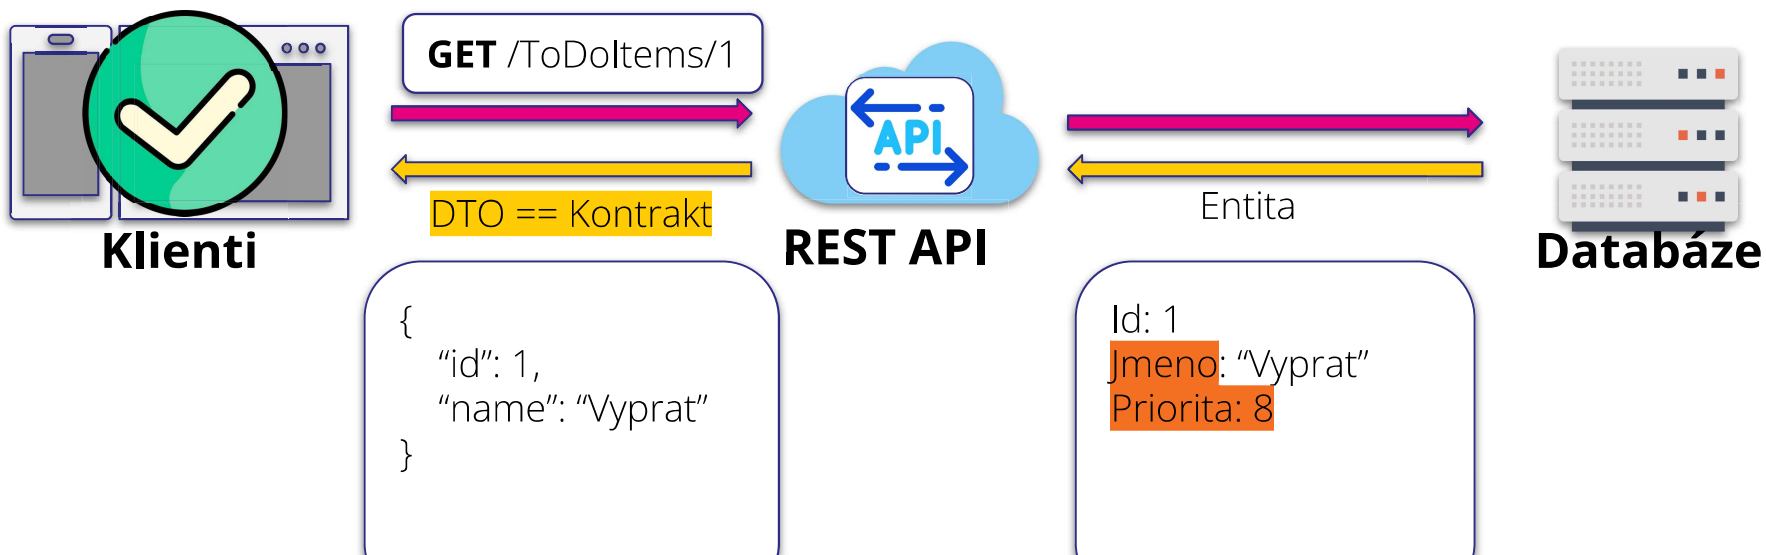 GET /ToDoItems/1
API
DTO == Kontrakt
Entita
Klienti
REST API
Databáze
{
“id”: 1,
“name”: “Vyprat”
}
Id: 1
Jmeno: “Vyprat”
Priorita: 8